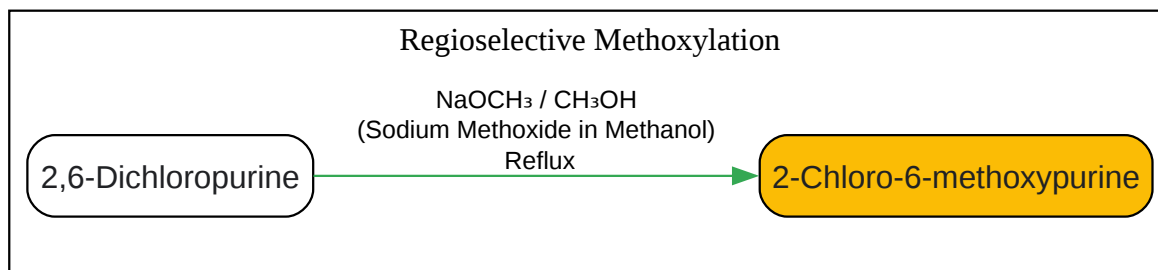 Regioselective Methoxylation
NaOCH₃ / CH₃OH
(Sodium Methoxide in Methanol)
Reflux
2,6-Dichloropurine
2-Chloro-6-methoxypurine